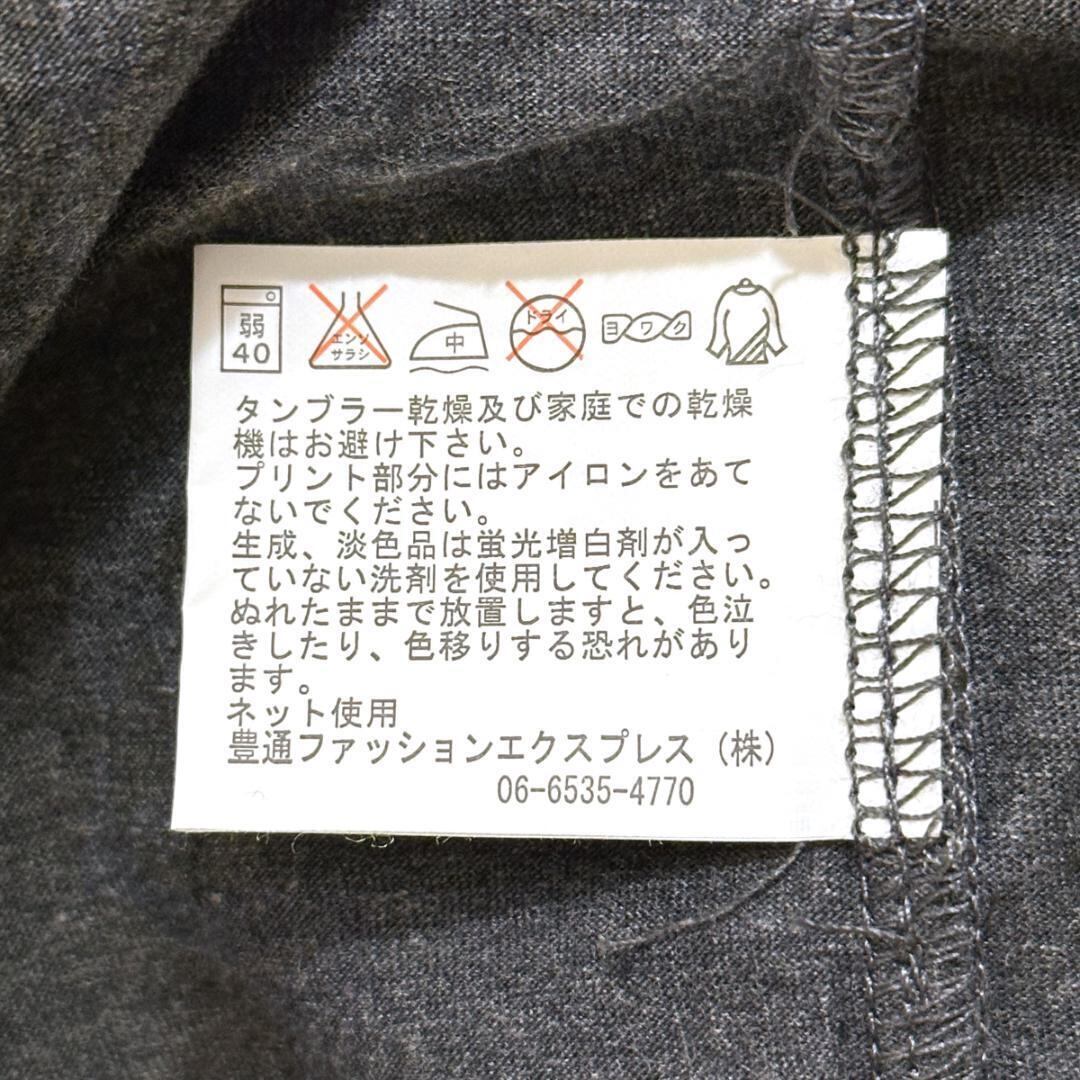 弱 40 エンソ サラシ 中 ドライ ヨワク
タンブラー乾燥及び家庭での乾燥
機はお避け下さい。
プリント部分にはアイロンをあて
ないでください。
生成、淡色品は蛍光増白剤が入っ
ていない洗剤を使用してください。
ぬれたままで放置しますと、色泣
きしたり、色移りする恐れがあり
ます。
ネット使用
豊通ファッションエクスプレス（株）
06-6535-4770